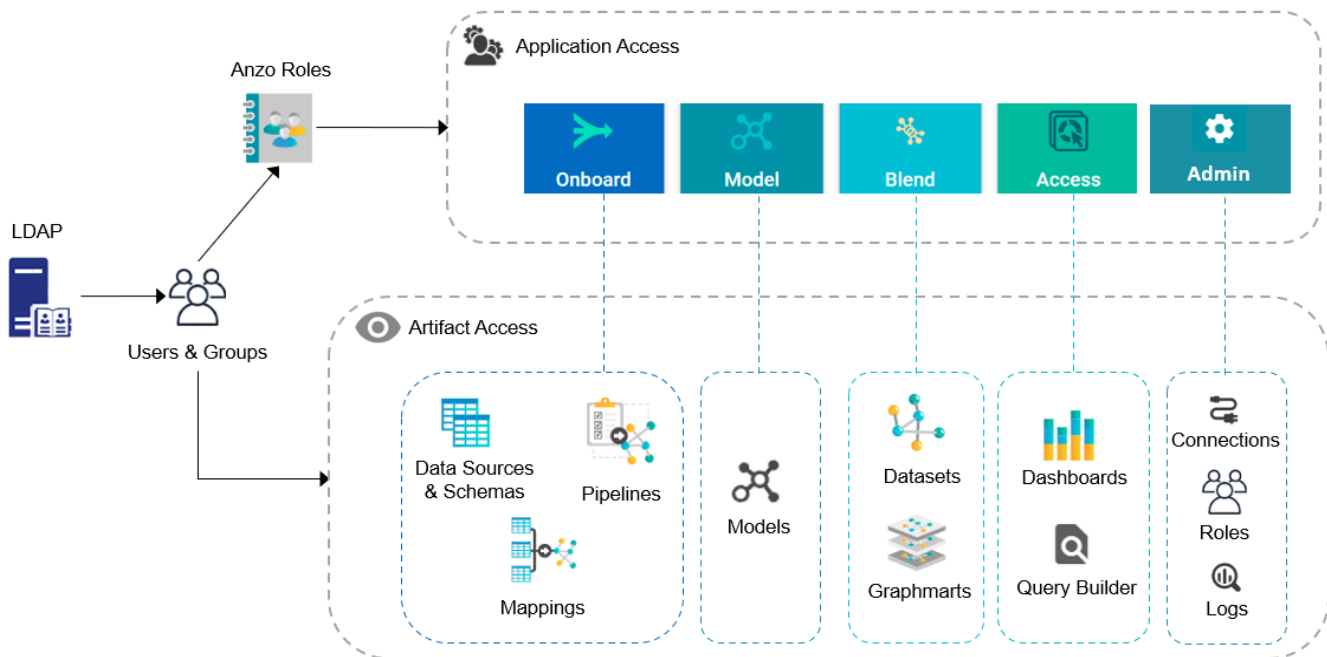 Application Access
Anzo Roles
Onboard
Model
Blend
Access
Admin
LDAP
Users & Groups
Artifact Access
Data Sources
& Schemas
Pipelines
Mappings
Models
Datasets
Graphmarts
Dashboards
Query Builder
Connections
Roles
Logs